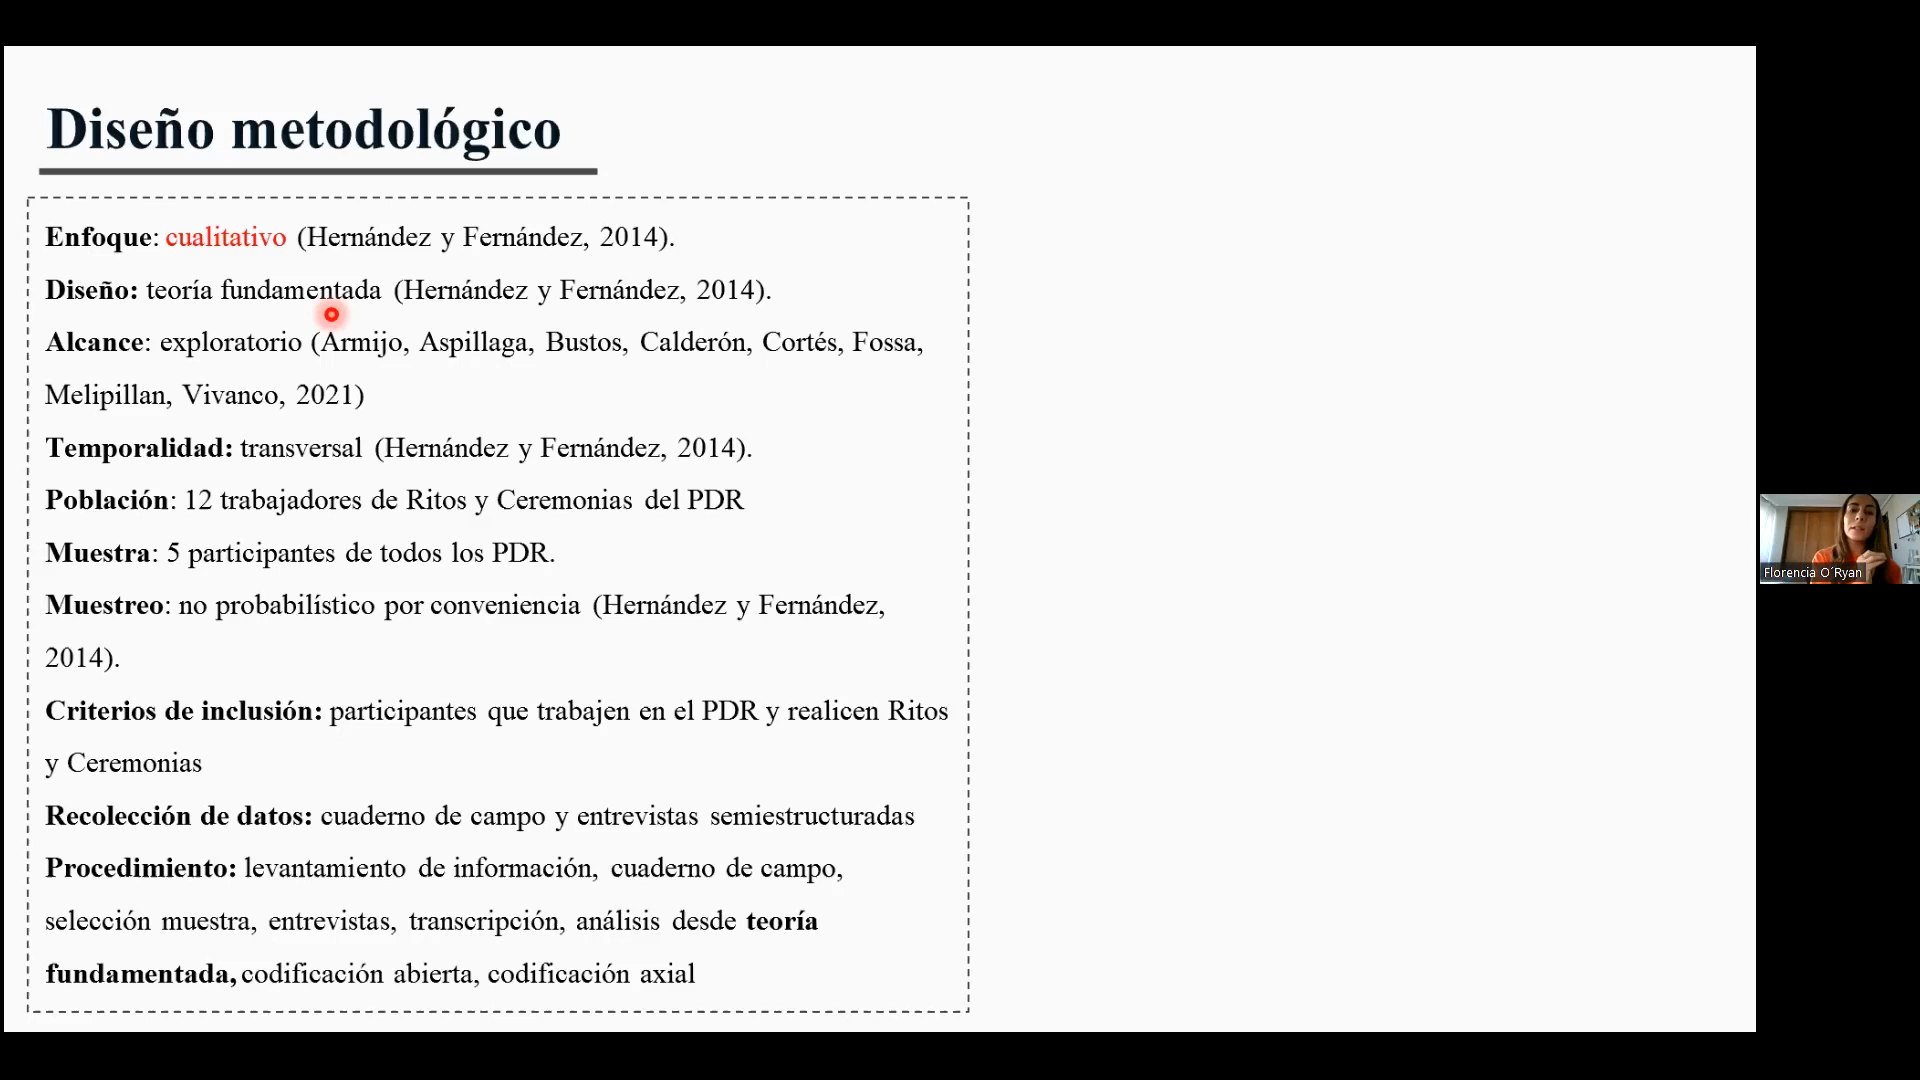 Diseño metodológico
Enfoque: cualitativo (Hernández y Fernández, 2014).
Diseño: teoría fundamentada (Hernández y Fernández, 2014).
Alcance: exploratorio (Armijo, Aspillaga, Bustos, Calderón, Cortés, Fossa,
Melipillan, Vivanco, 2021)
Temporalidad: transversal (Hernández y Fernández, 2014).
Población: 12 trabajadores de Ritos y Ceremonias del PDR
Muestra: 5 participantes de todos los PDR.
Muestreo: no probabilístico por conveniencia (Hernández y Fernández,
2014).
Criterios de inclusión: participantes que trabajen en el PDR y realicen Ritos
y Ceremonias
Recolección de datos: cuaderno de campo y entrevistas semiestructuradas
Procedimiento: levantamiento de información, cuaderno de campo,
selección muestra, entrevistas, transcripción, análisis desde teoría
fundamentada, codificación abierta, codificación axial
Florencia O´Ryan